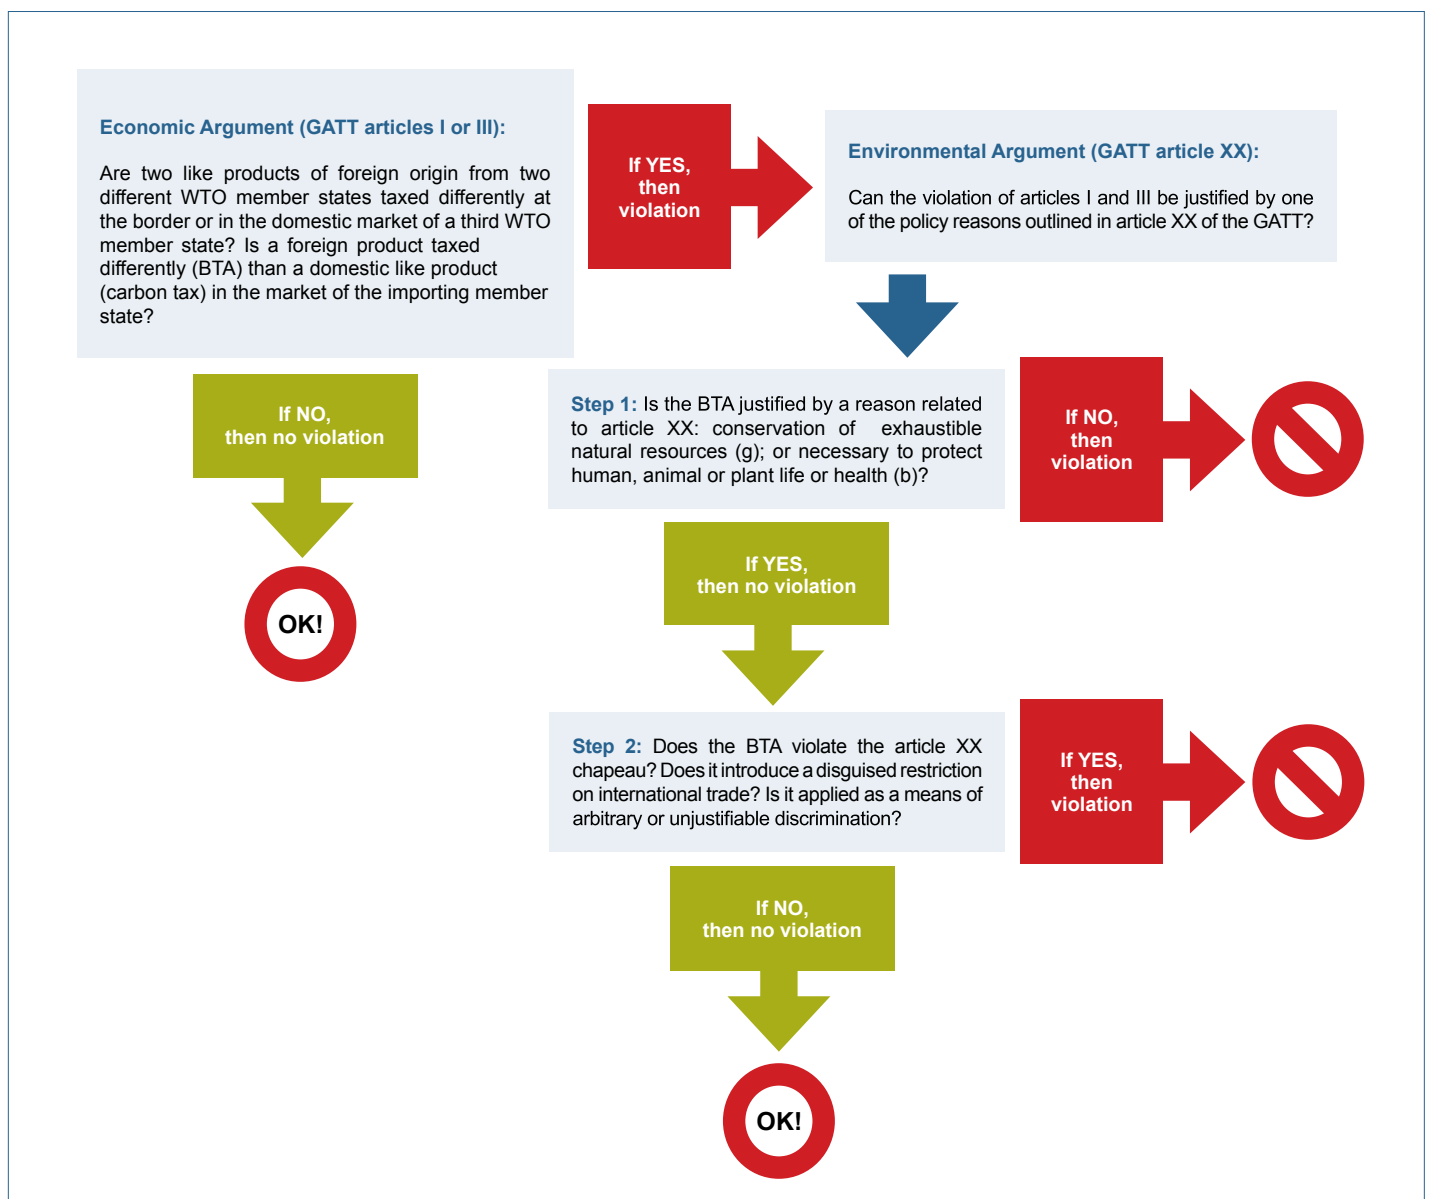 Economic Argument (GATT articles I or III):
Are two like products of foreign origin from two
different WTO member states taxed differently at
the border or in the domestic market of a third WTO
member state? Is a foreign product taxed
differently (BTA) than a domestic like product
(carbon tax) in the market of the importing member
state?
If YES,
then
violation
Environmental Argument (GATT article XX):
Can the violation of articles I and III be justified by one
of the policy reasons outlined in article XX of the GATT?
If NO,
then no violation
OK!
Step 1: Is the BTA justified by a reason related
to article XX: conservation of exhaustible
natural resources (g); or necessary to protect
human, animal or plant life or health (b)?
If NO,
then
violation
If YES,
then no violation
Step 2: Does the BTA violate the article XX
chapeau? Does it introduce a disguised restriction
on international trade? Is it applied as a means of
arbitrary or unjustifiable discrimination?
If YES,
then
violation
If NO,
then no violation
OK!